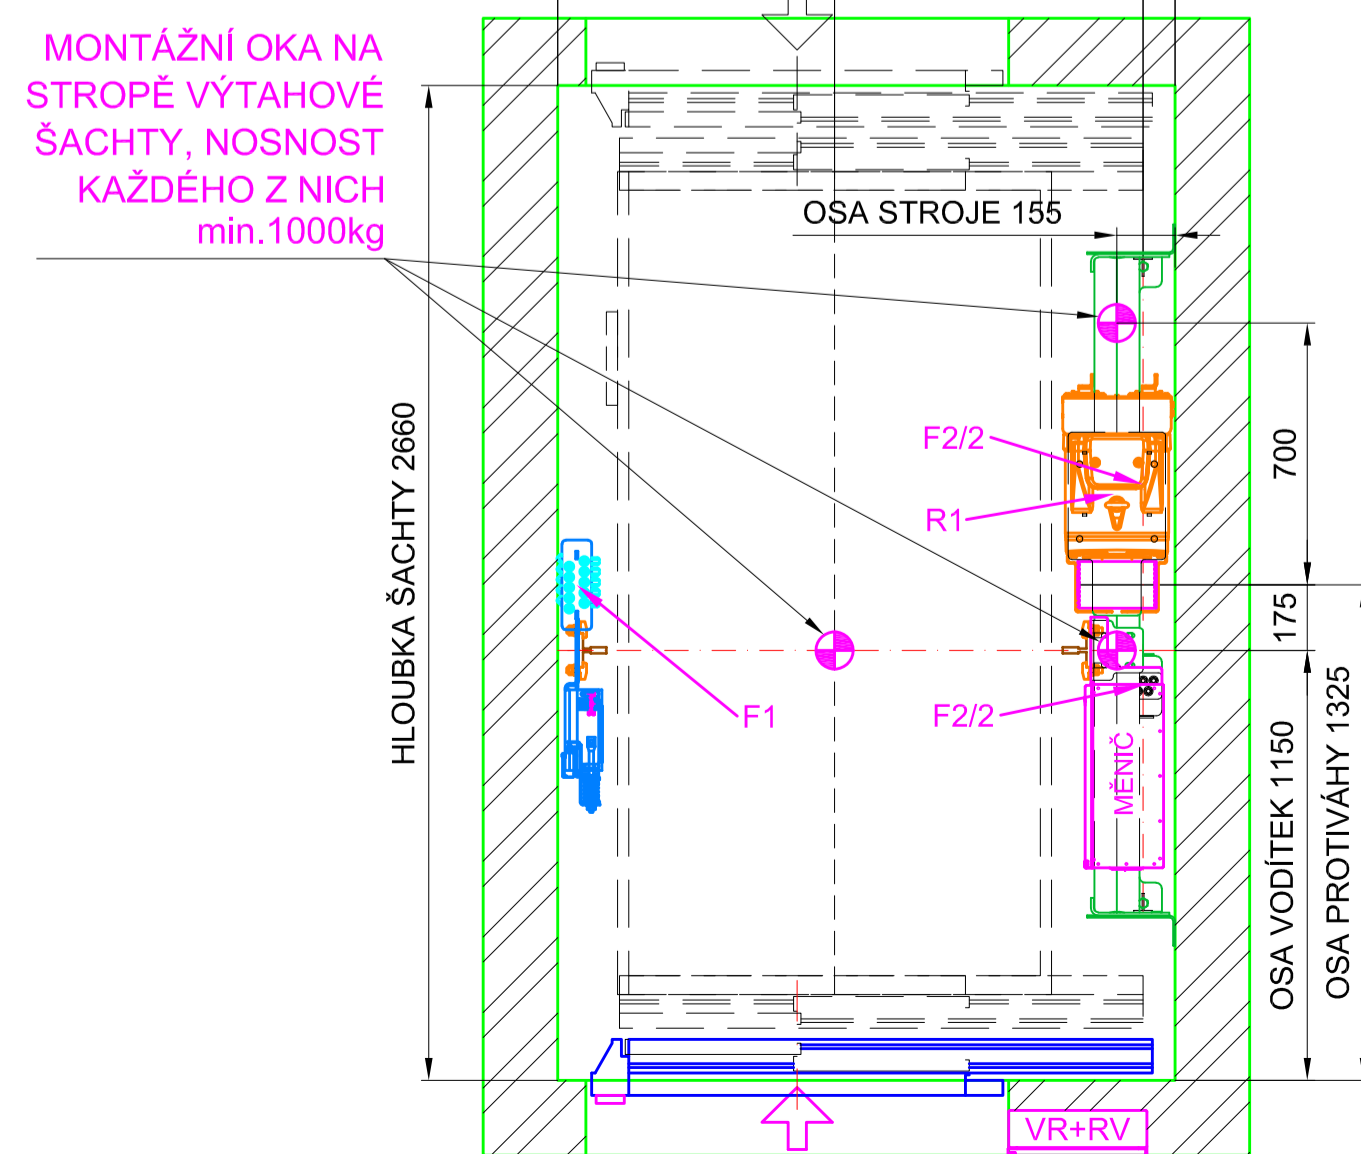 MONTÁŽNÍ OKA NA
STROPĚ VÝTAHOVÉ
ŠACHTY, NOSNOST
KAŽDÉHO Z NICH
min.1000kg
OSA STROJE 155
HLOUBKA ŠACHTY 2660
F2/2
R1
700
175
F1
F2/2
MĚNIČ
OSA VODÍTEK 1150
OSA PROTIVÁHY 1325
VR+RV